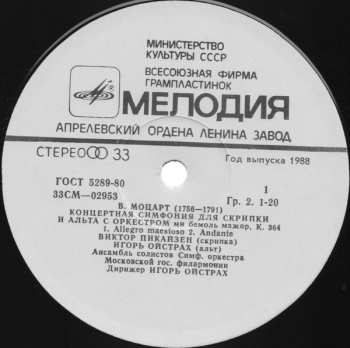 МИНИСТЕРСТВО
КУЛЬТУРЫ СССР
ВСЕСОЮЗНАЯ ФИРМА
ГРАМПЛАСТИНОК
МЕЛОДИЯ
АПРЕЛЕВСКИЙ ОРДЕНА ЛЕНИНА ЗАВОД
СТЕРЕО 33
Год выпуска 1988
ГОСТ 5289-80
1
33СМ—02953
Гр. 2. 1-20
В. МОЦАРТ (1756—1791)
КОНЦЕРТНАЯ СИМФОНИЯ ДЛЯ СКРИПКИ
И АЛЬТА С ОРКЕСТРОМ ми бемоль мажор, К. 364
1. Allegro maesioso 2. Andante
ВИКТОР ПИКАЙЗЕН (скрипка)
ИГОРЬ ОЙСТРАХ (альт)
Ансамбль солистов Симф. оркестра
Московской гос. филармонии
Дирижер ИГОРЬ ОЙСТРАХ